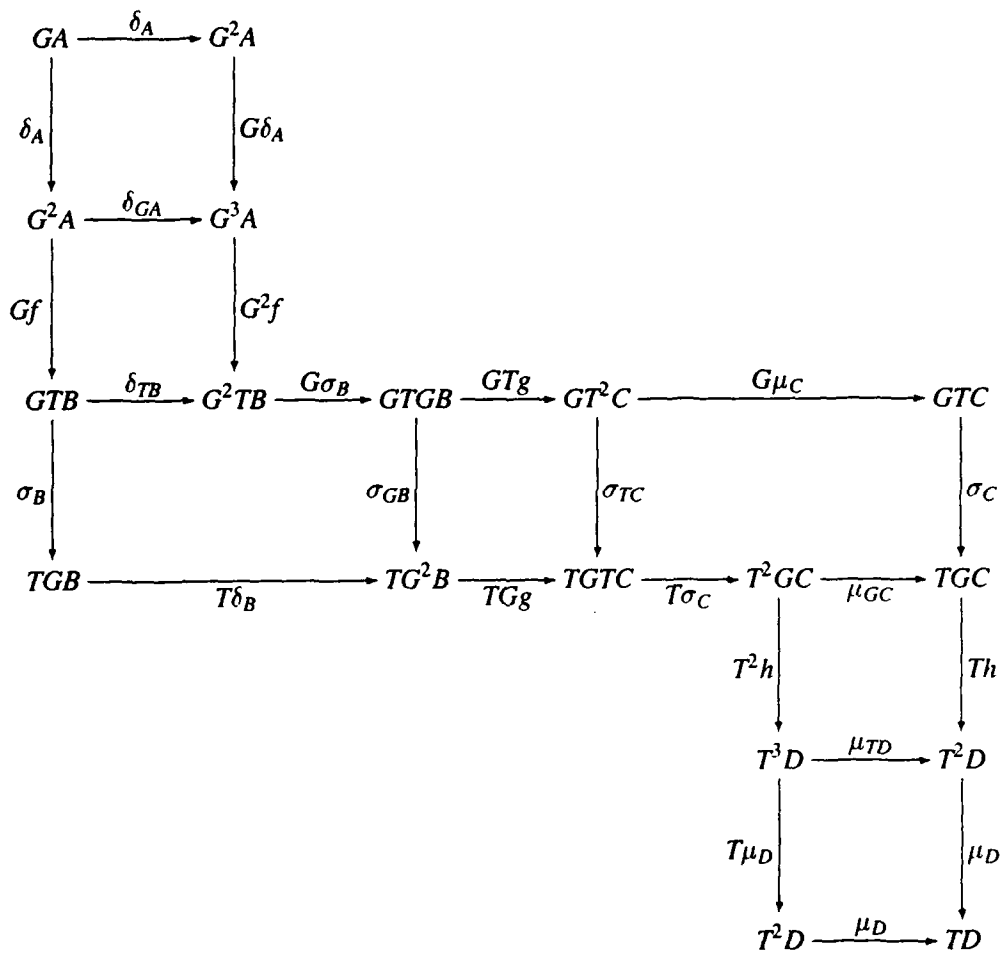 δ_A
GA G²A
δ_A Gδ_A
δ_GA
G²A G³A
Gf G²f
δ_TB Gσ_B GTg Gμ_C
GTB G²TB GTGB GT²C GTC
σ_B σ_GB σ_TC σ_C
TGB TG²B TGTC T²GC TGC
Tδ_B TGg Tσ_C μ_GC
T²h Th
μ_TD
T³D T²D
Tμ_D μ_D
μ_D
T²D TD